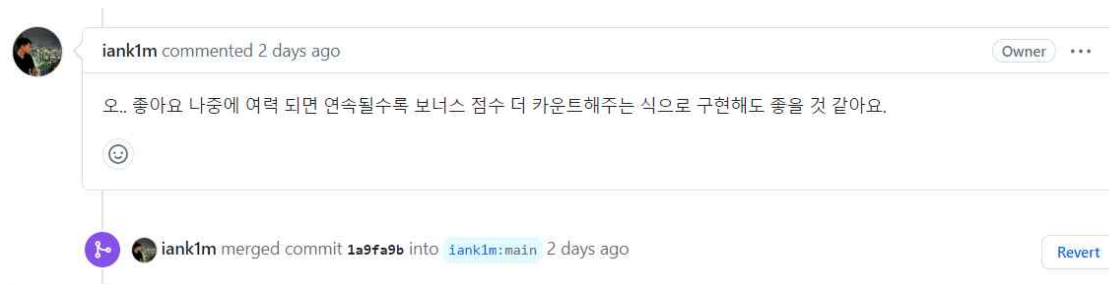 iank1m commented 2 days ago Owner
오.. 좋아요 나중에 여력 되면 연속될수록 보너스 점수 더 카운트해주는 식으로 구현해도 좋을 것 같아요.
iank1m merged commit 1a9fa9b into iank1m:main 2 days ago Revert